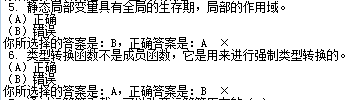 5. 静态局部变量具有全局的生存期，局部的作用域。
(A) 正确
(B) 错误
你所选择的答案是：B，正确答案是：A ×
6. 类型转换函数不是成员函数，它是用来进行强制类型转换的。
(A) 正确
(B) 错误
你所选择的答案是：A，正确答案是：B ×